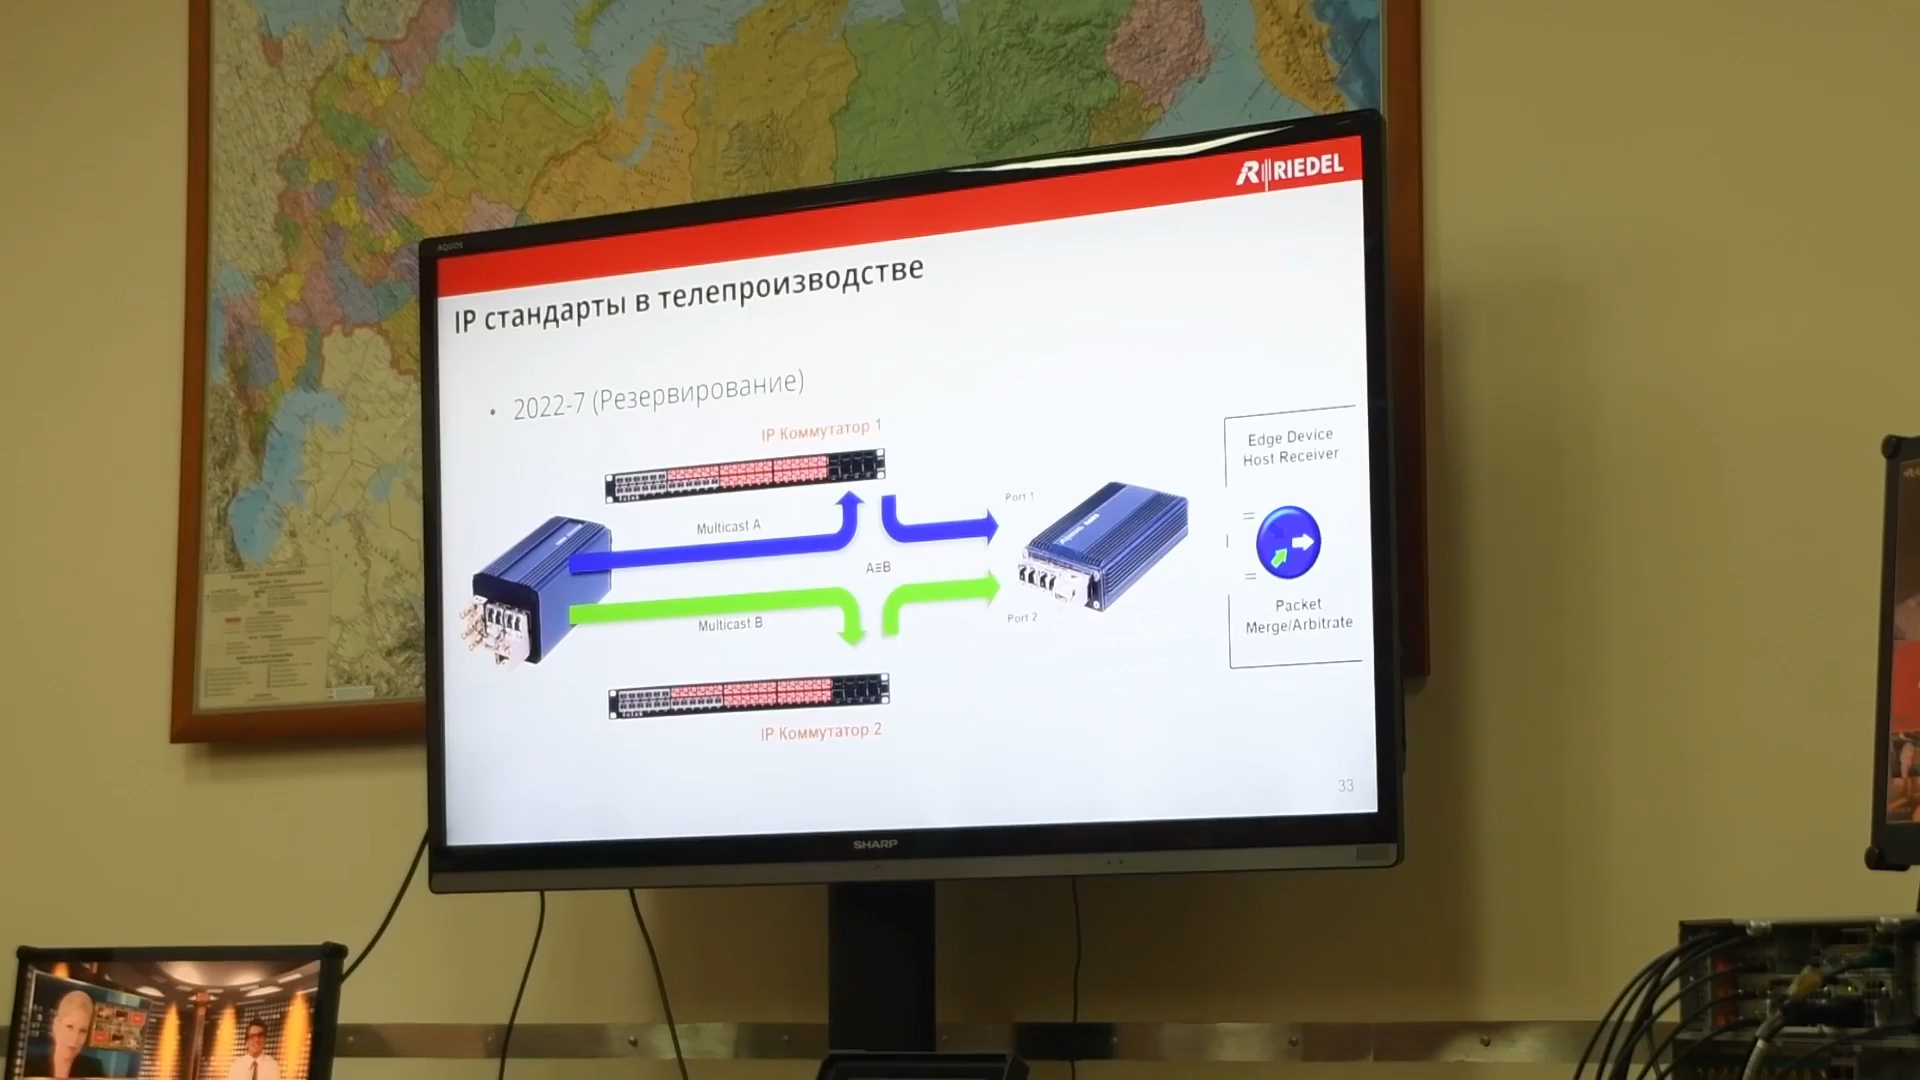 AQUOS
RIEDEL
IP стандарты в телепроизводстве
• 2022-7 (Резервирование)
IP Коммутатор 1
Multicast A
A≡B
Multicast B
IP Коммутатор 2
Port 1
Port 2
Edge Device
Host Receiver
Packet
Merge/Arbitrate
33
SHARP